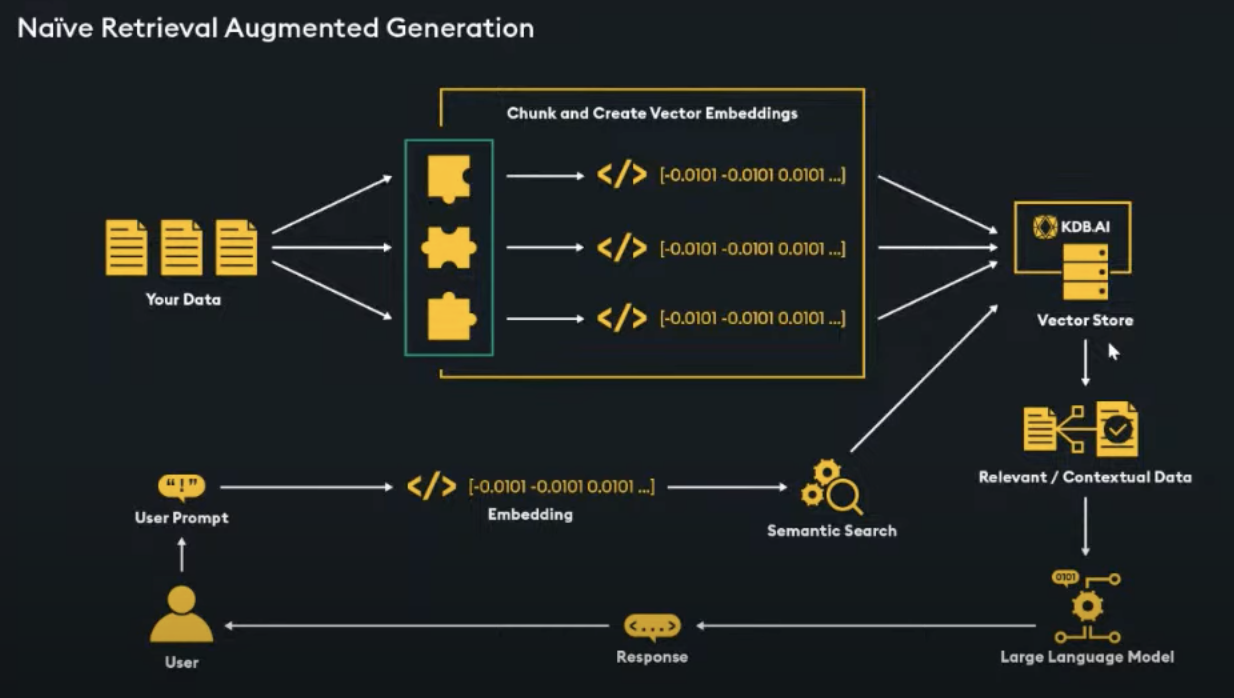 Naïve Retrieval Augmented Generation
Chunk and Create Vector Embeddings
</> [-0.0101 -0.0101 0.0101 ...]
</> [-0.0101 -0.0101 0.0101 ...]
</> [-0.0101 -0.0101 0.0101 ...]
Your Data
KDB.AI
Vector Store
Relevant / Contextual Data
“!”
User Prompt
</> [-0.0101 -0.0101 0.0101 ...]
Embedding
Semantic Search
0101
Large Language Model
<....>
Response
User